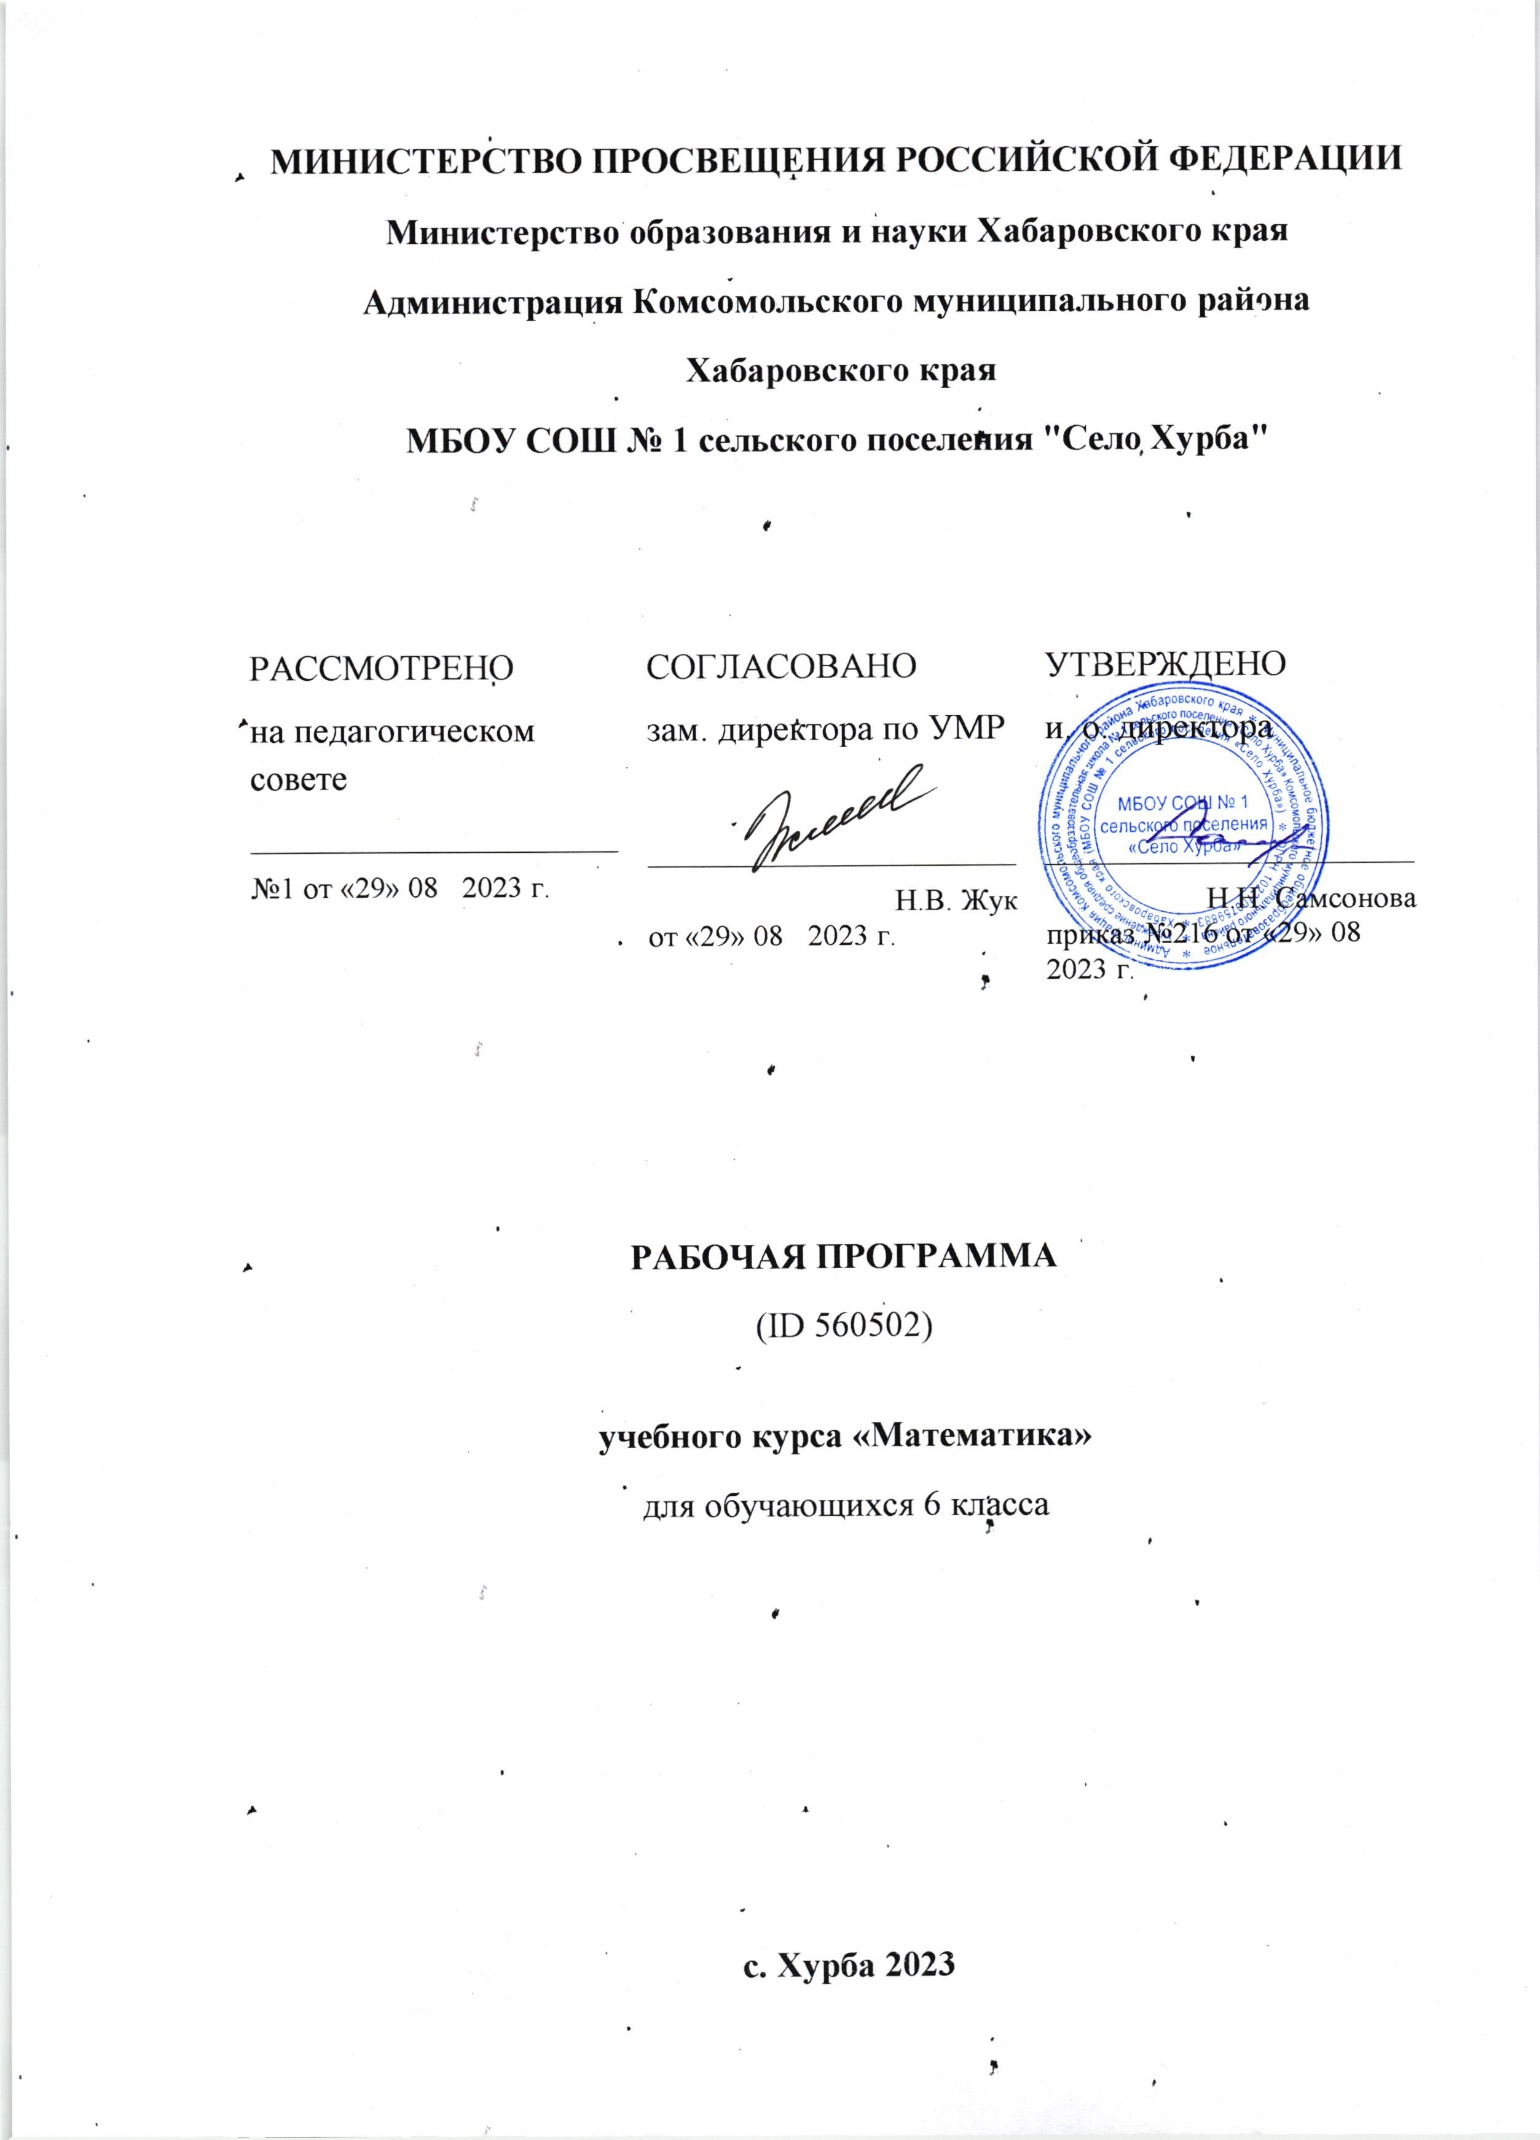 МИНИСТЕРСТВО ПРОСВЕЩЕНИЯ РОССИЙСКОЙ ФЕДЕРАЦИИ
Министерство образования и науки Хабаровского края
Администрация Комсомольского муниципального района
Хабаровского края
МБОУ СОШ № 1 сельского поселения "Село Хурба"
РАССМОТРЕНО
на педагогическом
совете
№1 от «29» 08 2023 г.
СОГЛАСОВАНО
зам. директора по УМР
Н.В. Жук
от «29» 08 2023 г.
УТВЕРЖДЕНО
и. о. директора
МБОУ СОШ № 1
сельского поселения
«Село Хурба»
Н.Н. Самсонова
приказ №216 от «29» 08
2023 г.
РАБОЧАЯ ПРОГРАММА
(ID 560502)
учебного курса «Математика»
для обучающихся 6 класса
с. Хурба 2023